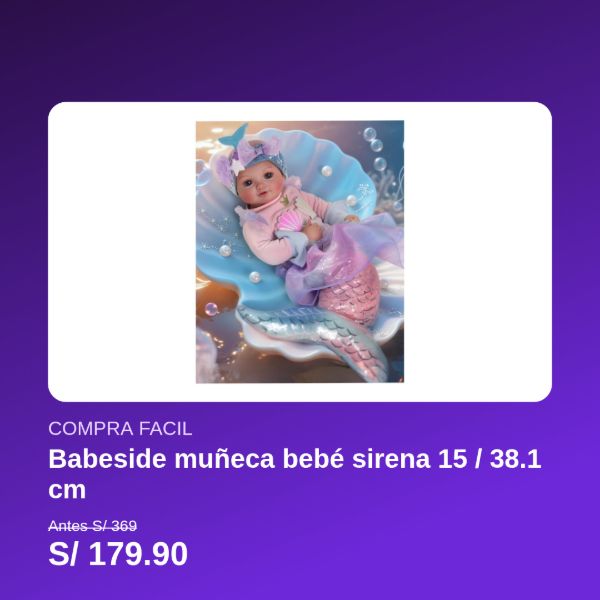 COMPRA FACIL
Babeside muñeca bebé sirena 15 / 38.1
cm
Antes S/ 369
S/ 179.90